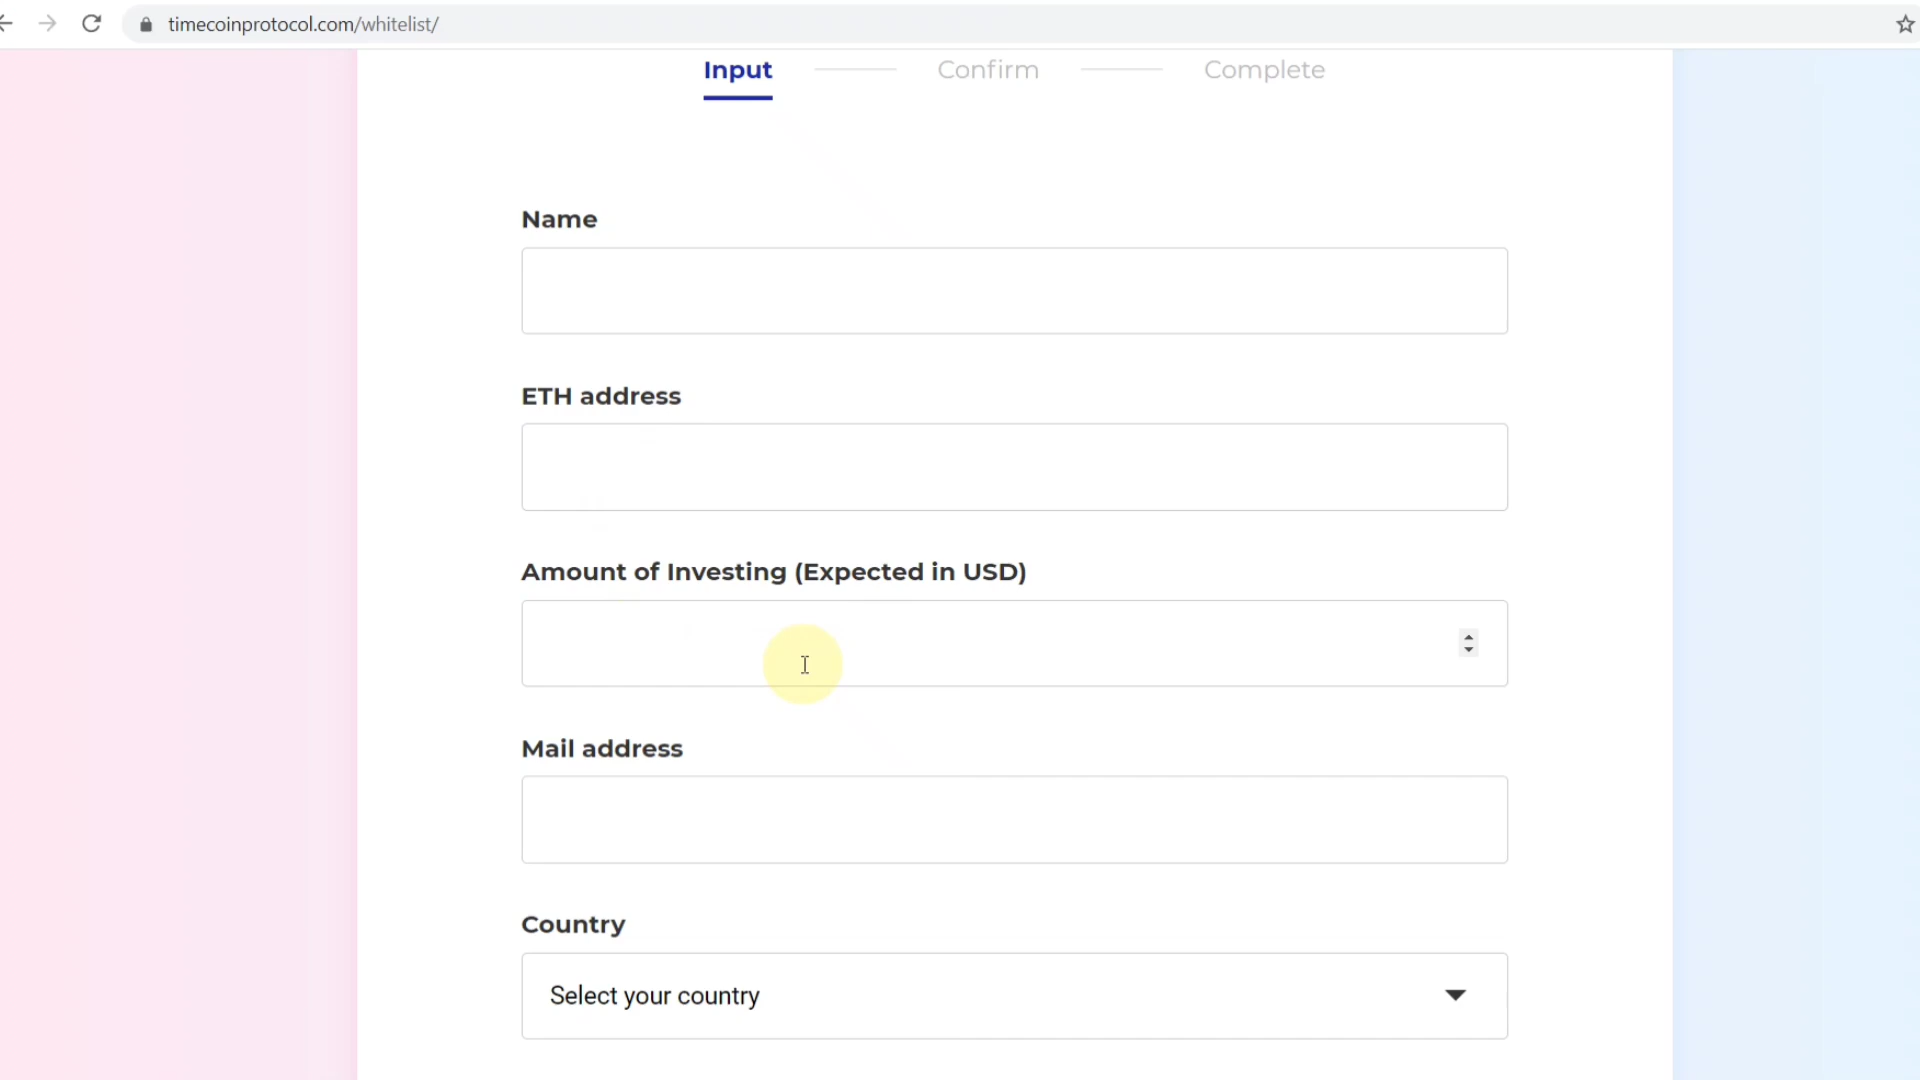 timecoinprotocol.com/whitelist/
Input Confirm Complete
Name
ETH address
Amount of Investing (Expected in USD)
Mail address
Country
Select your country